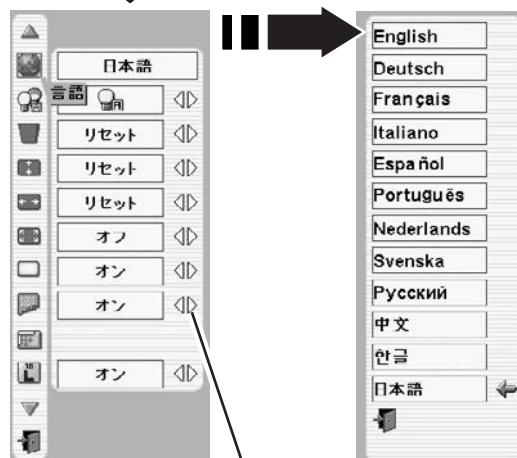 日本語
言語
リセット
リセット
リセット
オフ
オン
オン
オン
English
Deutsch
Français
Italiano
Español
Português
Nederlands
Svenska
Русский
中文
한글
日本語